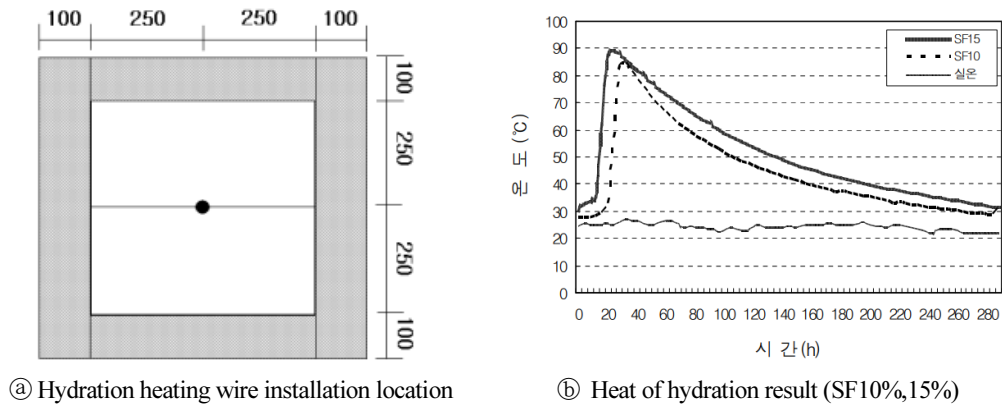 100 250 250 100
100
250
250
100
ⓐ Hydration heating wire installation location
100
90
80
70
60
50
40
30
20
10
0
온 도 (℃)
SF15
SF10
실온
0 20 40 60 80 100 120 140 160 180 200 220 240 260 280
시 간 (h)
ⓑ Heat of hydration result (SF10%,15%)